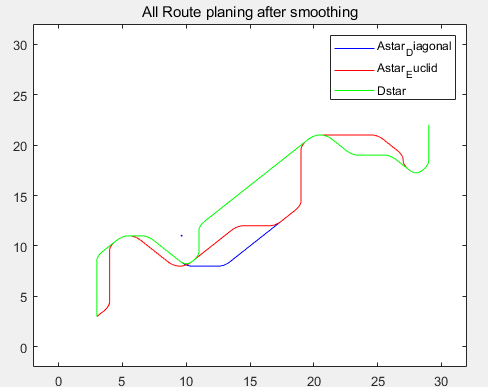 All Route planing after smoothing
Astar_Diagonal
Astar_Euclid
Dstar
30
25
20
15
10
5
0
0 5 10 15 20 25 30